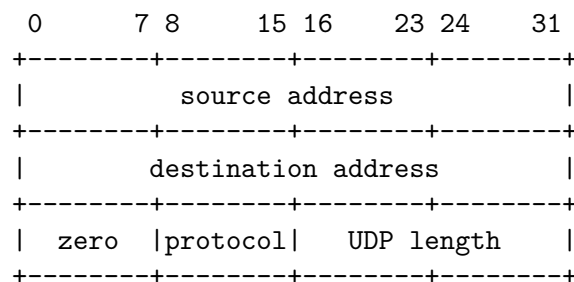 0      7 8     15 16    23 24    31
+--------+--------+--------+--------+
|          source address           |
+--------+--------+--------+--------+
|        destination address        |
+--------+--------+--------+--------+
|  zero  |protocol|   UDP length    |
+--------+--------+--------+--------+